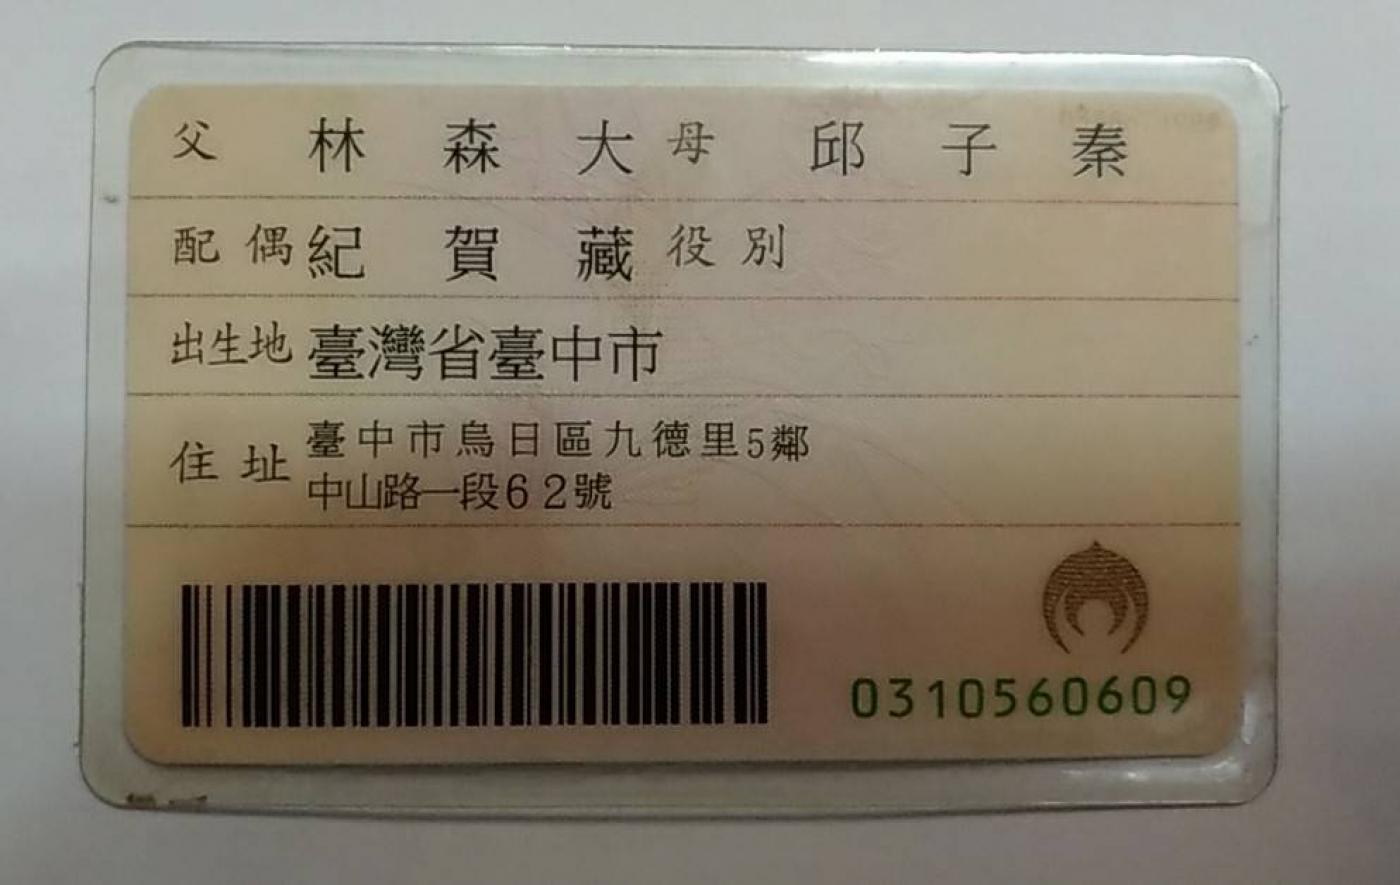 父 林森大 母 邱子秦
配偶 紀賀藏 役別
出生地 臺灣省臺中市
住址 臺中市烏日區九德里5鄰
中山路一段62號
0310560609